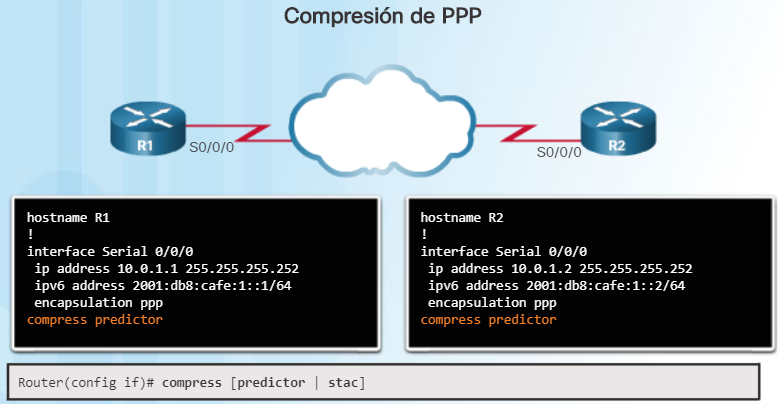 Compresión de PPP
R1
S0/0/0
S0/0/0
R2
hostname R1
!
interface Serial 0/0/0
ip address 10.0.1.1 255.255.255.252
ipv6 address 2001:db8:cafe:1::1/64
encapsulation ppp
compress predictor
hostname R2
!
interface Serial 0/0/0
ip address 10.0.1.2 255.255.255.252
ipv6 address 2001:db8:cafe:1::2/64
encapsulation ppp
compress predictor
Router(config if)# compress [predictor | stac]